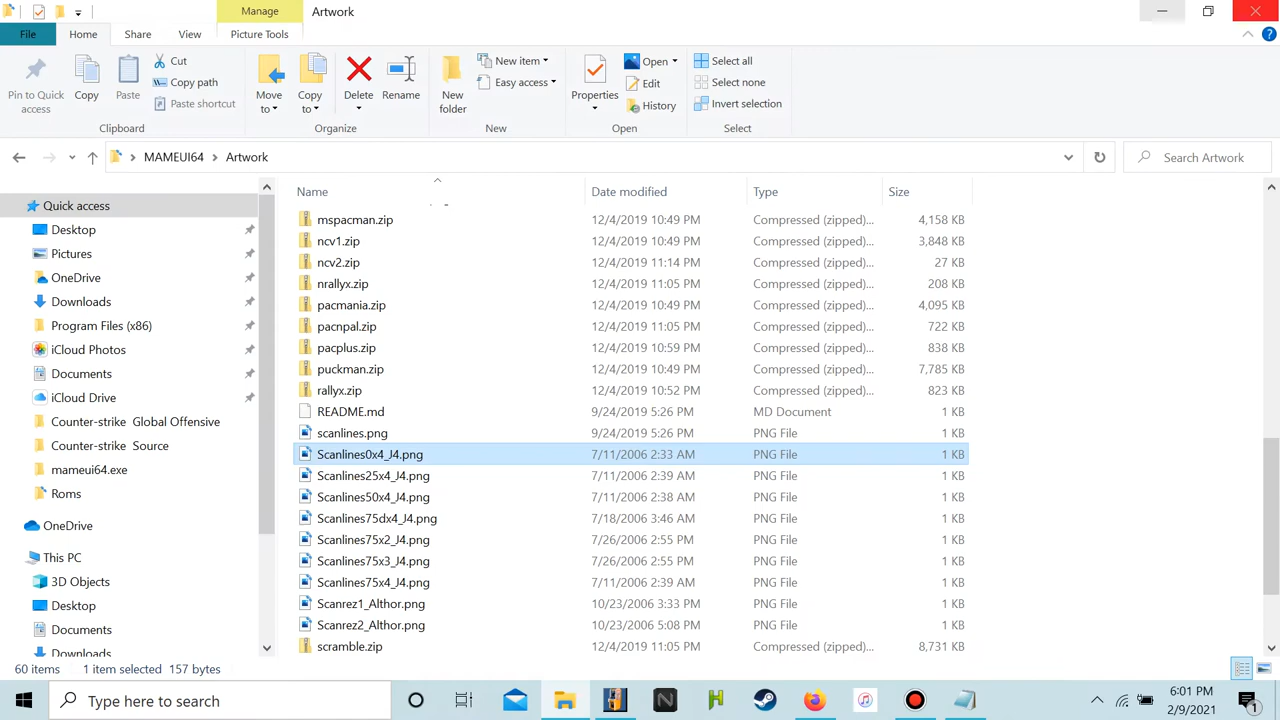 Manage
Artwork
File
Home
Share
View
Picture Tools
Pin to Quick access
Copy
Paste
Cut
Copy path
Paste shortcut
Clipboard
Move to
Copy to
Delete
Rename
Organize
New folder
New item
Easy access
New
Properties
Open
Edit
History
Open
Select all
Select none
Invert selection
Select
MAMEUI64 > Artwork
Search Artwork
Name Date modified Type Size
Quick access
Desktop
Pictures
OneDrive
Downloads
Program Files (x86)
iCloud Photos
Documents
iCloud Drive
Counter-strike Global Offensive
Counter-strike Source
mameui64.exe
Roms
OneDrive
This PC
3D Objects
Desktop
Documents
Downloads
mspacman.zip 12/4/2019 10:49 PM Compressed (zipped)... 4,158 KB
ncv1.zip 12/4/2019 10:49 PM Compressed (zipped)... 3,848 KB
ncv2.zip 12/4/2019 11:14 PM Compressed (zipped)... 27 KB
nrallyx.zip 12/4/2019 11:05 PM Compressed (zipped)... 208 KB
pacmania.zip 12/4/2019 10:49 PM Compressed (zipped)... 4,095 KB
pacnpal.zip 12/4/2019 11:05 PM Compressed (zipped)... 722 KB
pacplus.zip 12/4/2019 10:59 PM Compressed (zipped)... 838 KB
puckman.zip 12/4/2019 10:49 PM Compressed (zipped)... 7,785 KB
rallyx.zip 12/4/2019 10:52 PM Compressed (zipped)... 823 KB
README.md 9/24/2019 5:26 PM MD Document 1 KB
scanlines.png 9/24/2019 5:26 PM PNG File 1 KB
Scanlines0x4_J4.png 7/11/2006 2:33 AM PNG File 1 KB
Scanlines25x4_J4.png 7/11/2006 2:39 AM PNG File 1 KB
Scanlines50x4_J4.png 7/11/2006 2:38 AM PNG File 1 KB
Scanlines75dx4_J4.png 7/18/2006 3:46 AM PNG File 1 KB
Scanlines75x2_J4.png 7/26/2006 2:55 PM PNG File 1 KB
Scanlines75x3_J4.png 7/26/2006 2:55 PM PNG File 1 KB
Scanlines75x4_J4.png 7/11/2006 2:39 AM PNG File 1 KB
Scanrez1_Althor.png 10/23/2006 3:33 PM PNG File 1 KB
Scanrez2_Althor.png 10/23/2006 5:08 PM PNG File 1 KB
scramble.zip 12/4/2019 11:05 PM Compressed (zipped)... 8,731 KB
60 items 1 item selected 157 bytes
Type here to search
6:01 PM
2/9/2021
1